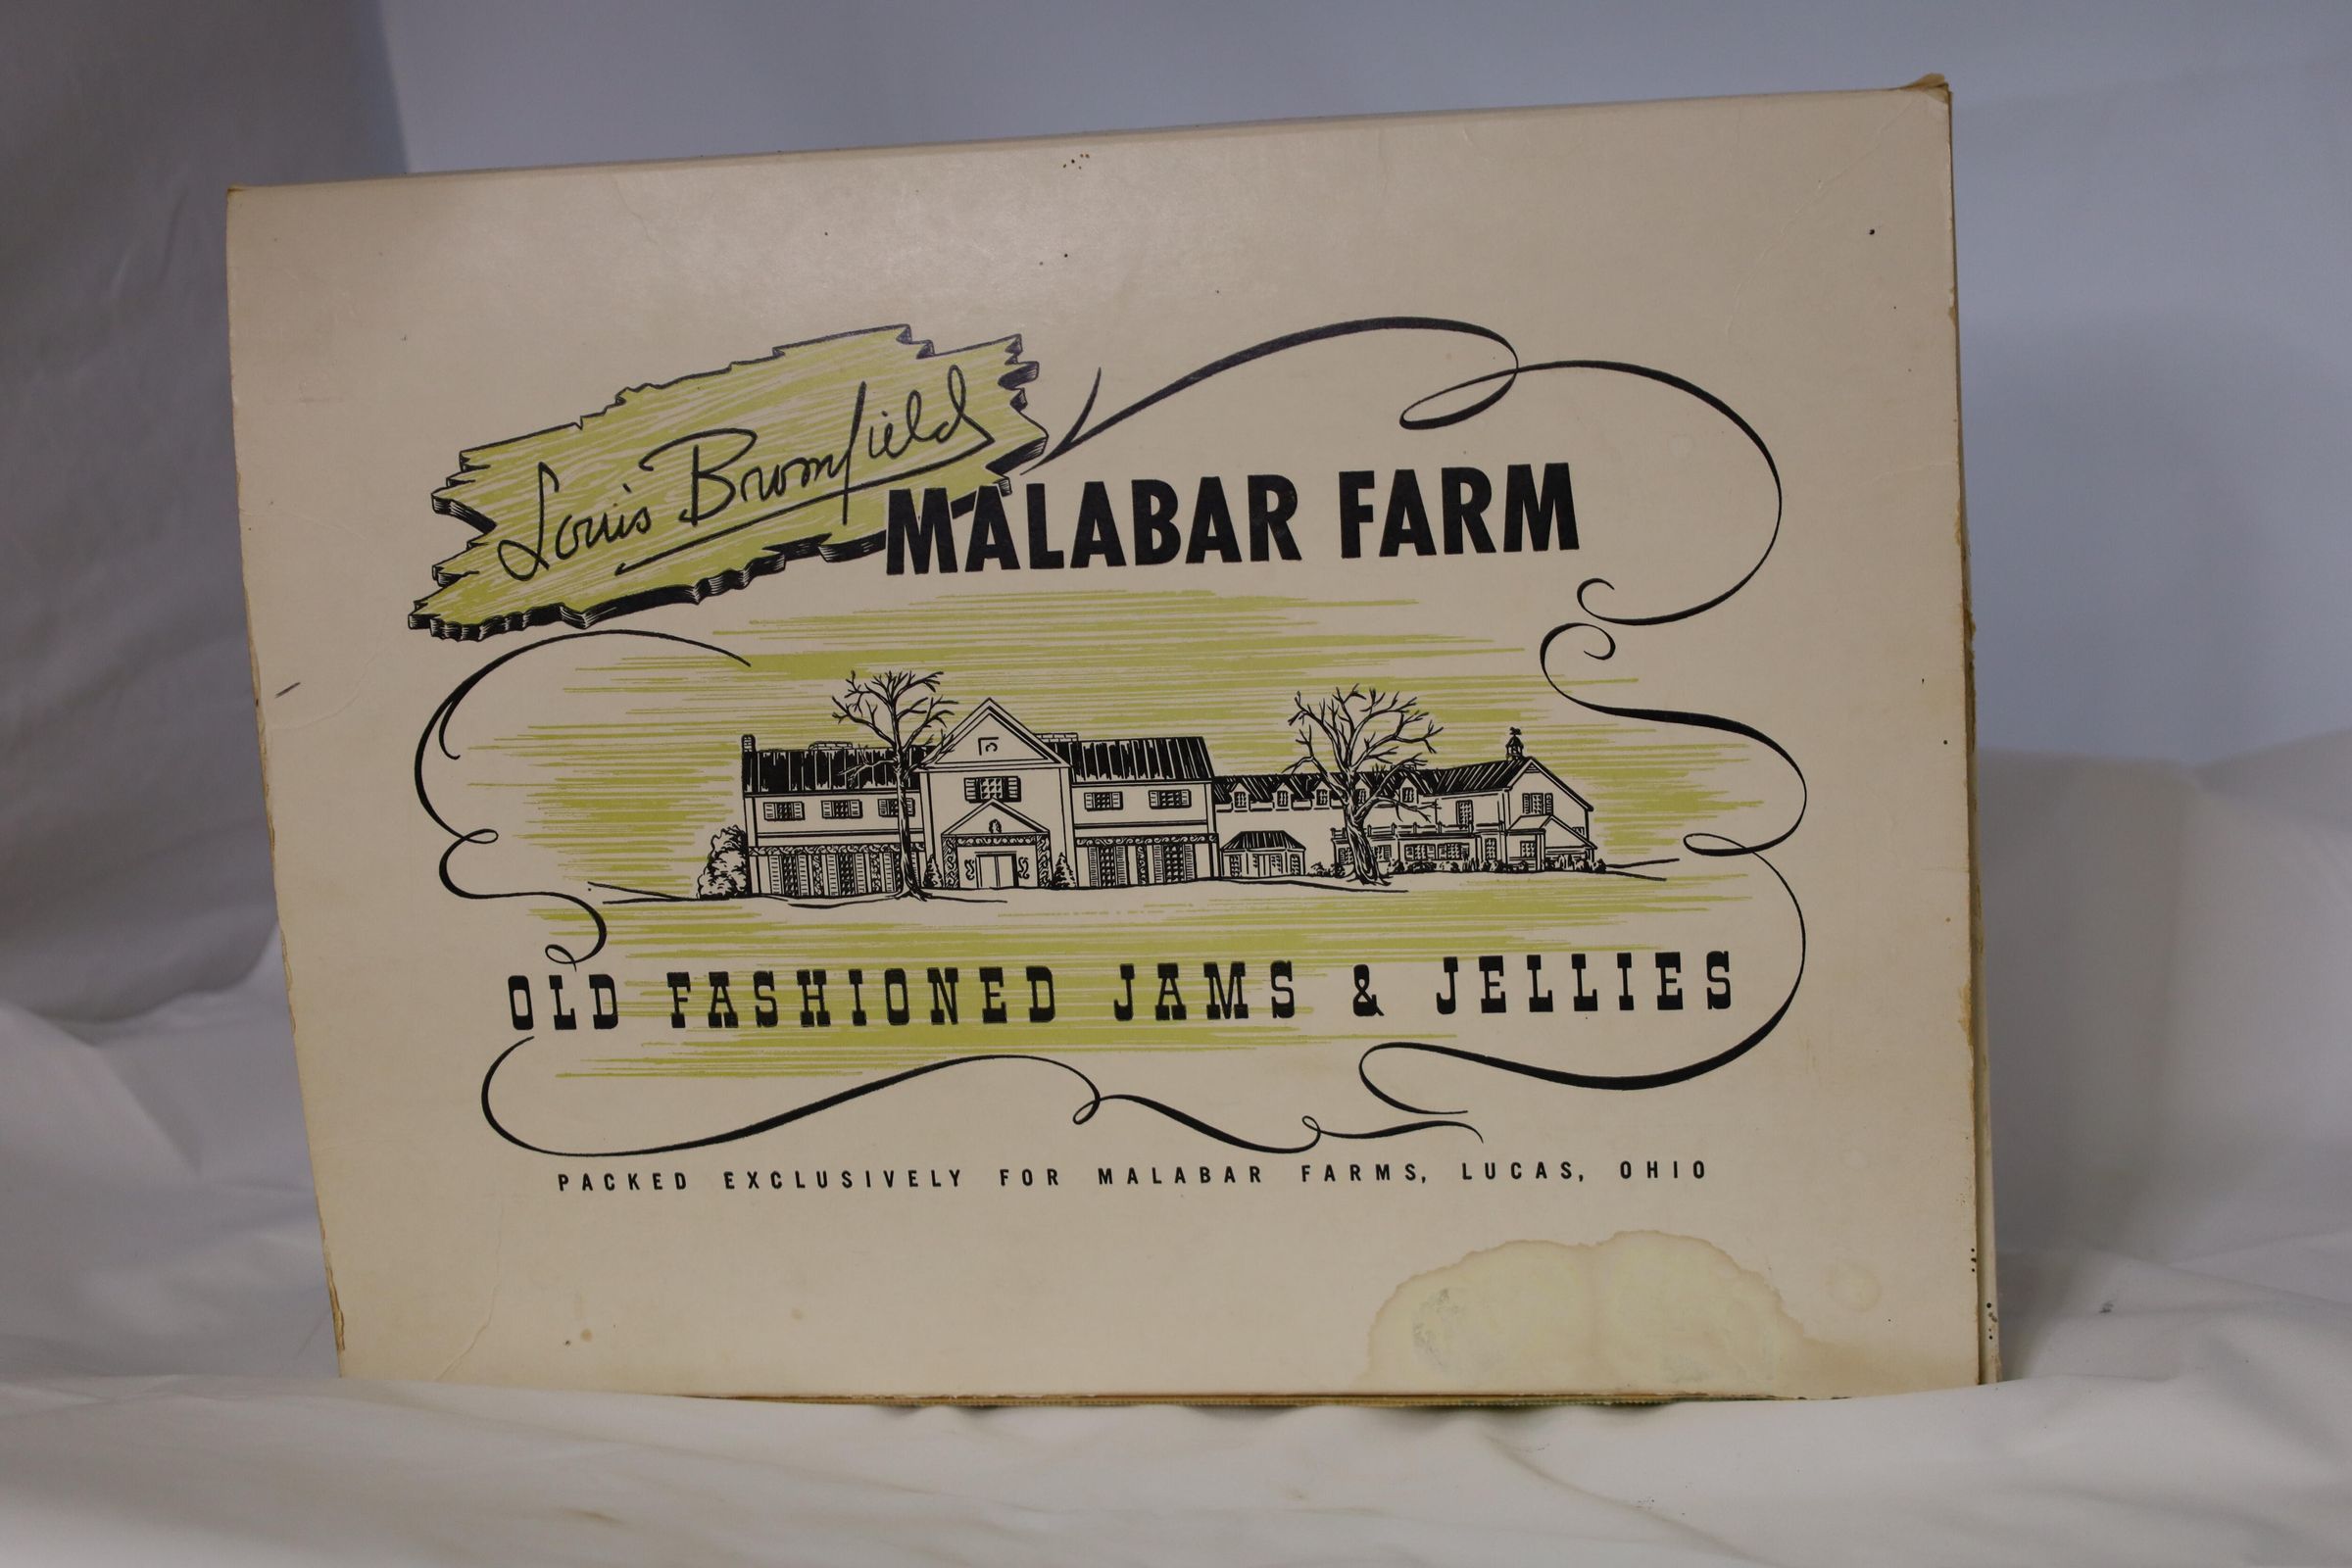 Louis Bromfield
MALABAR FARM
OLD FASHIONED JAMS & JELLIES
PACKED EXCLUSIVELY FOR MALABAR FARMS, LUCAS, OHIO